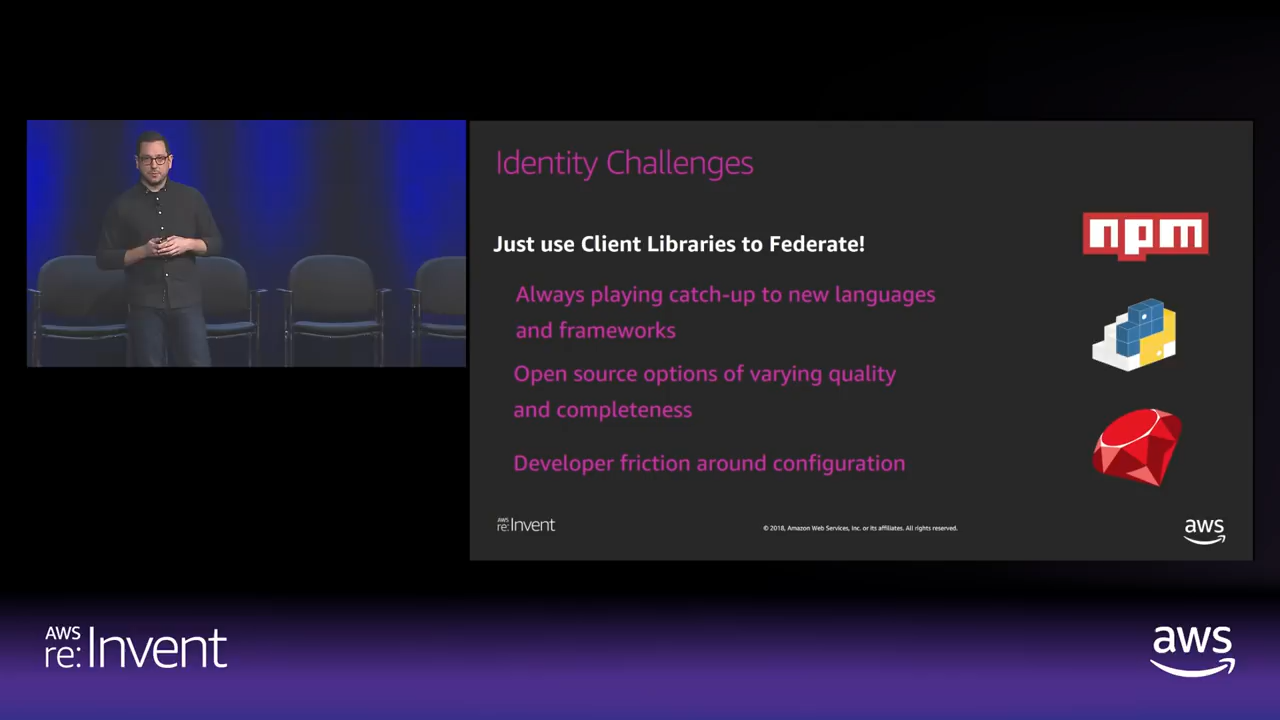 Identity Challenges
Just use Client Libraries to Federate!
Always playing catch-up to new languages
and frameworks
Open source options of varying quality
and completeness
Developer friction around configuration
npm
AWS
re:Invent
© 2018, Amazon Web Services, Inc. or its affiliates. All rights reserved.
aws
AWS
re:Invent
aws